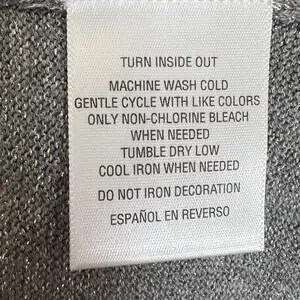 TURN INSIDE OUT
MACHINE WASH COLD
GENTLE CYCLE WITH LIKE COLORS
ONLY NON-CHLORINE BLEACH
WHEN NEEDED
TUMBLE DRY LOW
COOL IRON WHEN NEEDED
DO NOT IRON DECORATION
ESPAÑOL EN REVERSO